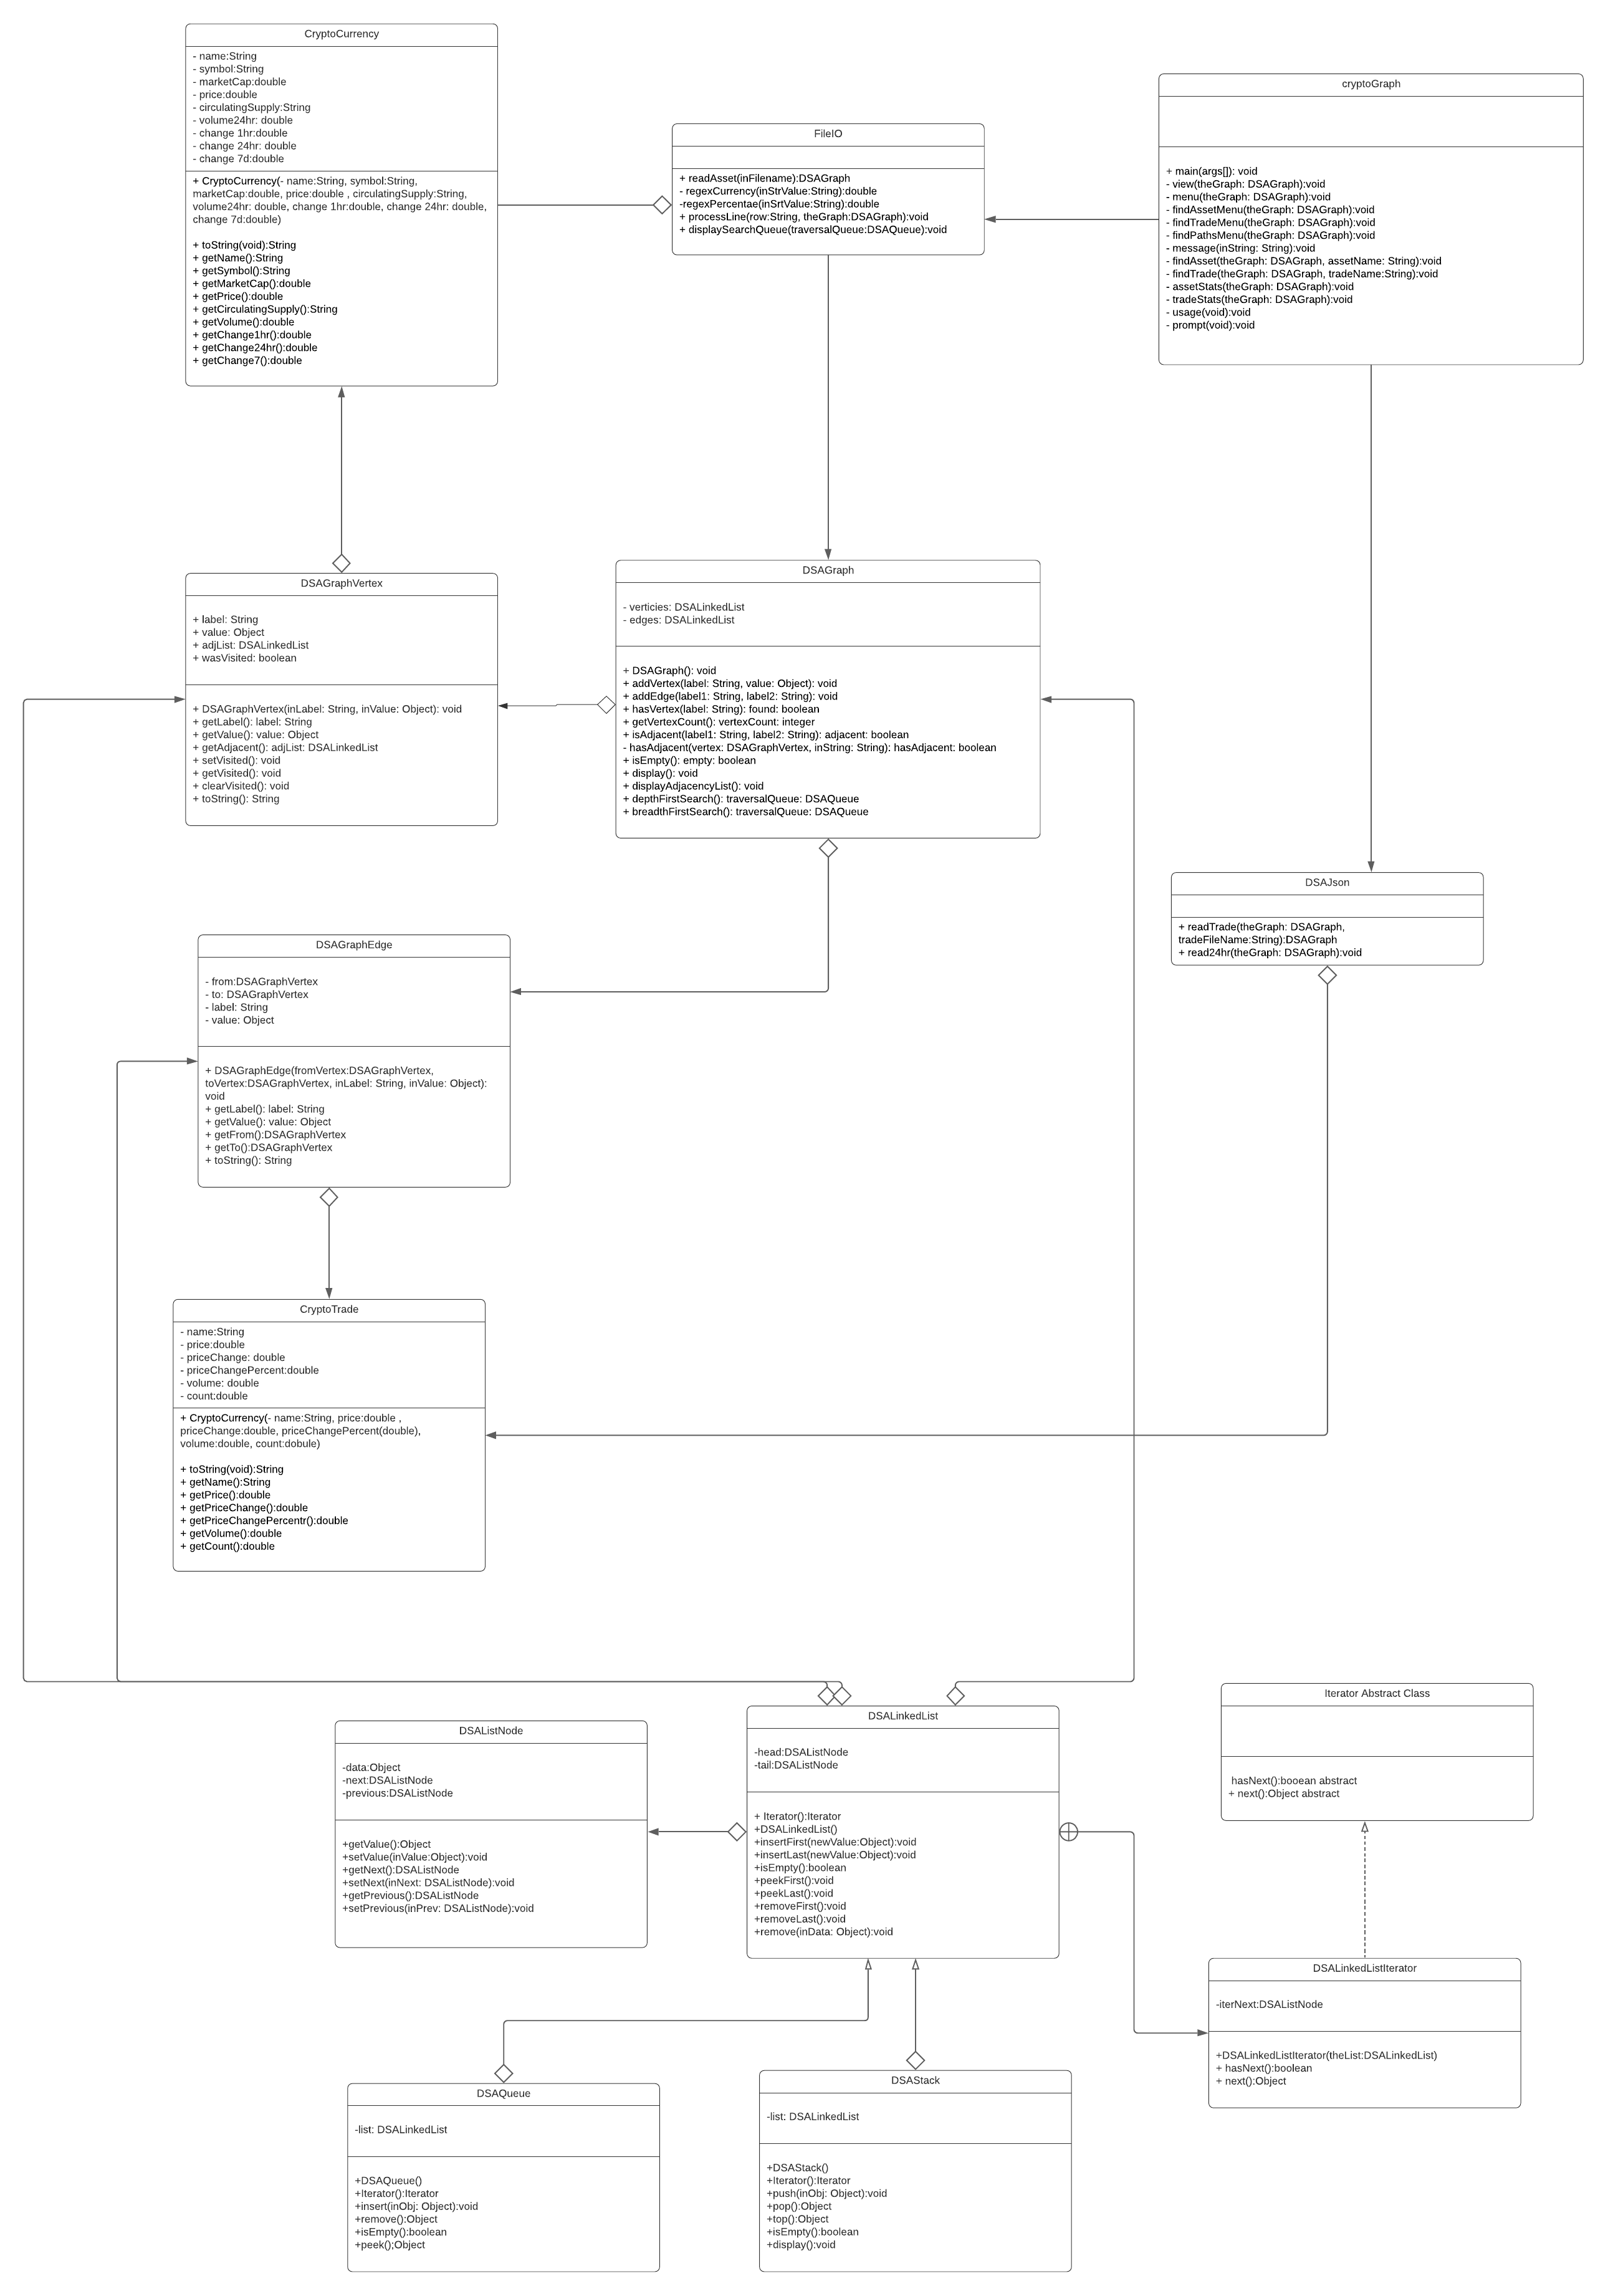 CryptoCurrency
- name:String
- symbol:String
- marketCap:double
- price:double
- circulatingSupply:String
- volume24hr: double
- change 1hr:double
- change 24hr: double
- change 7d:double
+ CryptoCurrency(- name:String, symbol:String,
marketCap:double, price:double , circulatingSupply:String,
volume24hr: double, change 1hr:double, change 24hr: double,
change 7d:double)
+ toString(void):String
+ getName():String
+ getSymbol():String
+ getMarketCap():double
+ getPrice():double
+ getCirculatingSupply():String
+ getVolume():double
+ getChange1hr():double
+ getChange24hr():double
+ getChange7():double
FileIO
+ readAsset(inFilename):DSAGraph
- regexCurrency(inStrValue:String):double
-regexPercentae(inSrtValue:String):double
+ processLine(row:String, theGraph:DSAGraph):void
+ displaySearchQueue(traversalQueue:DSAQueue):void
cryptoGraph
+ main(args[]): void
- view(theGraph: DSAGraph):void
- menu(theGraph: DSAGraph):void
- findAssetMenu(theGraph: DSAGraph):void
- findTradeMenu(theGraph: DSAGraph):void
- findPathsMenu(theGraph: DSAGraph):void
- message(inString: String):void
- findAsset(theGraph: DSAGraph, assetName: String):void
- findTrade(theGraph: DSAGraph, tradeName:String):void
- assetStats(theGraph: DSAGraph):void
- tradeStats(theGraph: DSAGraph):void
- usage(void):void
- prompt(void):void
DSAGraphVertex
+ label: String
+ value: Object
+ adjList: DSALinkedList
+ wasVisited: boolean
+ DSAGraphVertex(inLabel: String, inValue: Object): void
+ getLabel(): label: String
+ getValue(): value: Object
+ getAdjacent(): adjList: DSALinkedList
+ setVisited(): void
+ getVisited(): void
+ clearVisited(): void
+ toString(): String
DSAGraph
- verticies: DSALinkedList
- edges: DSALinkedList
+ DSAGraph(): void
+ addVertex(label: String, value: Object): void
+ addEdge(label1: String, label2: String): void
+ hasVertex(label: String): found: boolean
+ getVertexCount(): vertexCount: integer
+ isAdjacent(label1: String, label2: String): adjacent: boolean
- hasAdjacent(vertex: DSAGraphVertex, inString: String): hasAdjacent: boolean
+ isEmpty(): empty: boolean
+ display(): void
+ displayAdjacencyList(): void
+ depthFirstSearch(): traversalQueue: DSAQueue
+ breadthFirstSearch(): traversalQueue: DSAQueue
DSAJson
+ readTrade(theGraph: DSAGraph,
tradeFileName:String):DSAGraph
+ read24hr(theGraph: DSAGraph):void
DSAGraphEdge
- from:DSAGraphVertex
- to: DSAGraphVertex
- label: String
- value: Object
+ DSAGraphEdge(fromVertex:DSAGraphVertex,
toVertex:DSAGraphVertex, inLabel: String, inValue: Object):
void
+ getLabel(): label: String
+ getValue(): value: Object
+ getFrom():DSAGraphVertex
+ getTo():DSAGraphVertex
+ toString(): String
CryptoTrade
- name:String
- price:double
- priceChange: double
- priceChangePercent:double
- volume: double
- count:double
+ CryptoCurrency(- name:String, price:double ,
priceChange:double, priceChangePercent(double),
volume:double, count:dobule)
+ toString(void):String
+ getName():String
+ getPrice():double
+ getPriceChange():double
+ getPriceChangePercentr():double
+ getVolume():double
+ getCount():double
DSAListNode
-data:Object
-next:DSAListNode
-previous:DSAListNode
+getValue():Object
+setValue(inValue:Object):void
+getNext():DSAListNode
+setNext(inNext: DSAListNode):void
+getPrevious():DSAListNode
+setPrevious(inPrev: DSAListNode):void
DSALinkedList
-head:DSAListNode
-tail:DSAListNode
+ Iterator():Iterator
+DSALinkedList()
+insertFirst(newValue:Object):void
+insertLast(newValue:Object):void
+isEmpty():boolean
+peekFirst():void
+peekLast():void
+removeFirst():void
+removeLast():void
+remove(inData: Object):void
Iterator Abstract Class
hasNext():booean abstract
+ next():Object abstract
DSALinkedListIterator
-iterNext:DSAListNode
+DSALinkedListIterator(theList:DSALinkedList)
+ hasNext():boolean
+ next():Object
DSAQueue
-list: DSALinkedList
+DSAQueue()
+Iterator():Iterator
+insert(inObj: Object):void
+remove():Object
+isEmpty():boolean
+peek();Object
DSAStack
-list: DSALinkedList
+DSAStack()
+Iterator():Iterator
+push(inObj: Object):void
+pop():Object
+top():Object
+isEmpty():boolean
+display():void